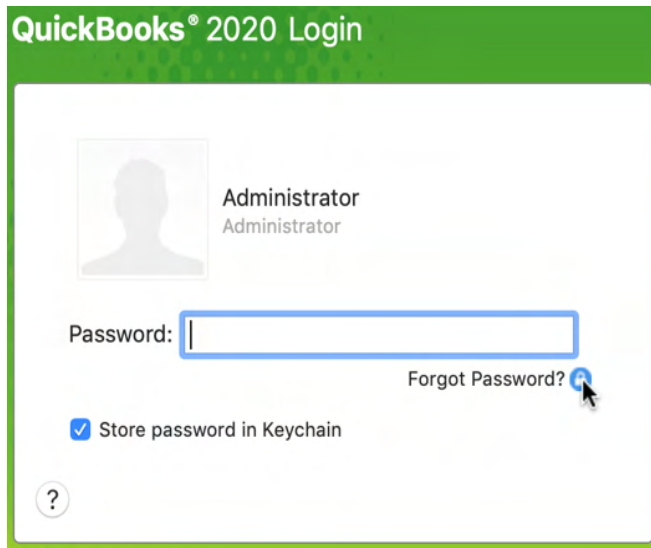 QuickBooks® 2020 Login
Administrator
Administrator
Password:
Forgot Password?
Store password in Keychain
?